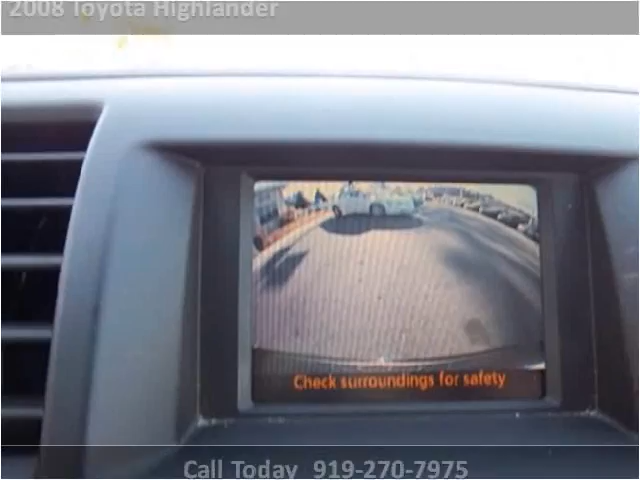 2008 Toyota Highlander
Check surroundings for safety
Call Today 919-270-7975